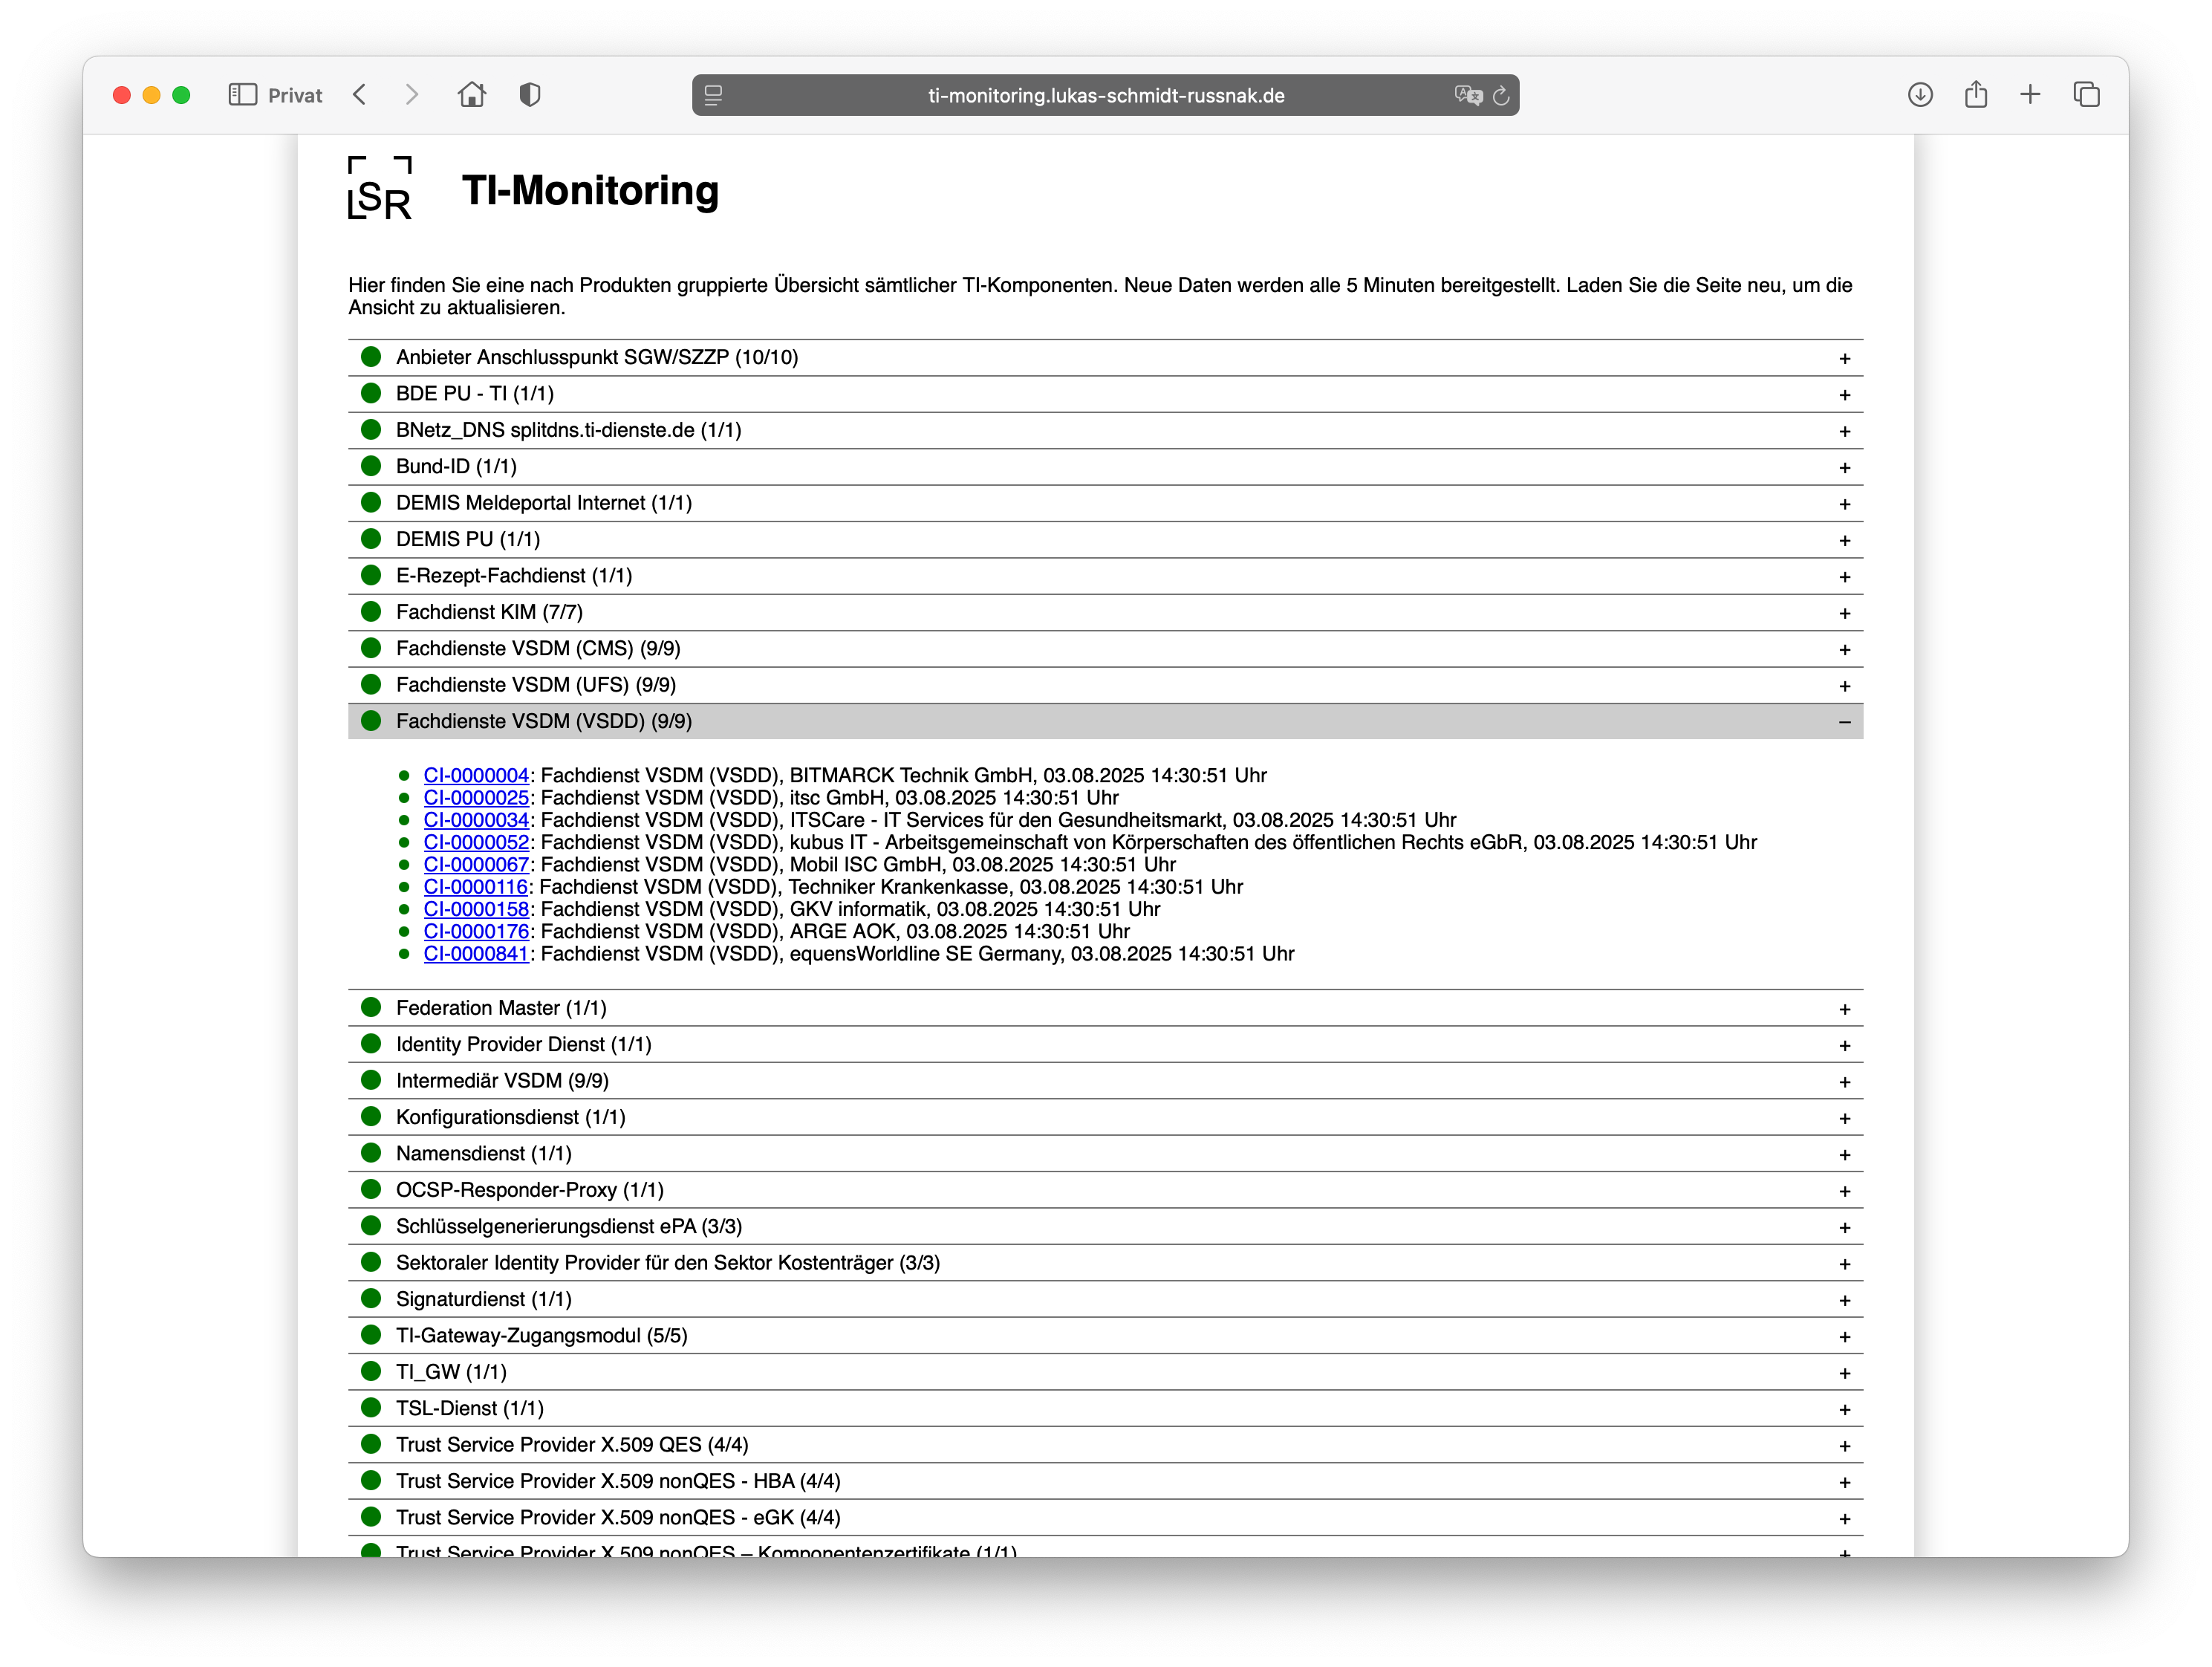 Privat
ti-monitoring.lukas-schmidt-russnak.de
LSR
TI-Monitoring
Hier finden Sie eine nach Produkten gruppierte Übersicht sämtlicher TI-Komponenten. Neue Daten werden alle 5 Minuten bereitgestellt. Laden Sie die Seite neu, um die
Ansicht zu aktualisieren.
Anbieter Anschlusspunkt SGW/SZZP (10/10) +
BDE PU - TI (1/1) +
BNetz_DNS splitdns.ti-dienste.de (1/1) +
Bund-ID (1/1) +
DEMIS Meldeportal Internet (1/1) +
DEMIS PU (1/1) +
E-Rezept-Fachdienst (1/1) +
Fachdienst KIM (7/7) +
Fachdienste VSDM (CMS) (9/9) +
Fachdienste VSDM (UFS) (9/9) +
Fachdienste VSDM (VSDD) (9/9) –
CI-0000004: Fachdienst VSDM (VSDD), BITMARCK Technik GmbH, 03.08.2025 14:30:51 Uhr
CI-0000025: Fachdienst VSDM (VSDD), itsc GmbH, 03.08.2025 14:30:51 Uhr
CI-0000034: Fachdienst VSDM (VSDD), ITSCare - IT Services für den Gesundheitsmarkt, 03.08.2025 14:30:51 Uhr
CI-0000052: Fachdienst VSDM (VSDD), kubus IT - Arbeitsgemeinschaft von Körperschaften des öffentlichen Rechts eGbR, 03.08.2025 14:30:51 Uhr
CI-0000067: Fachdienst VSDM (VSDD), Mobil ISC GmbH, 03.08.2025 14:30:51 Uhr
CI-0000116: Fachdienst VSDM (VSDD), Techniker Krankenkasse, 03.08.2025 14:30:51 Uhr
CI-0000158: Fachdienst VSDM (VSDD), GKV informatik, 03.08.2025 14:30:51 Uhr
CI-0000176: Fachdienst VSDM (VSDD), ARGE AOK, 03.08.2025 14:30:51 Uhr
CI-0000841: Fachdienst VSDM (VSDD), equensWorldline SE Germany, 03.08.2025 14:30:51 Uhr
Federation Master (1/1) +
Identity Provider Dienst (1/1) +
Intermediär VSDM (9/9) +
Konfigurationsdienst (1/1) +
Namensdienst (1/1) +
OCSP-Responder-Proxy (1/1) +
Schlüsselgenerierungsdienst ePA (3/3) +
Sektoraler Identity Provider für den Sektor Kostenträger (3/3) +
Signaturdienst (1/1) +
TI-Gateway-Zugangsmodul (5/5) +
TI_GW (1/1) +
TSL-Dienst (1/1) +
Trust Service Provider X.509 QES (4/4) +
Trust Service Provider X.509 nonQES - HBA (4/4) +
Trust Service Provider X.509 nonQES - eGK (4/4) +
Trust Service Provider X.509 nonQES – Komponentenzertifikate (1/1) +